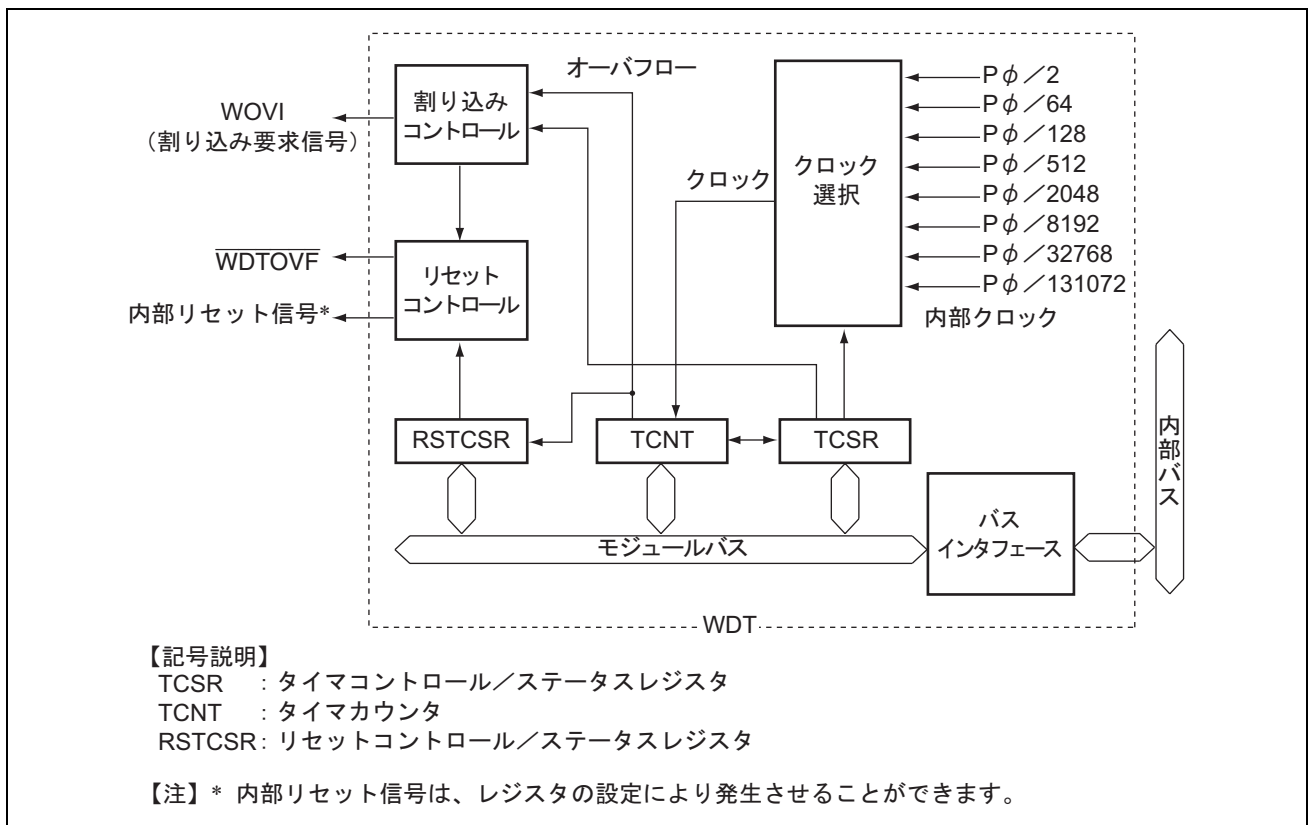 オーバフロー
割り込み
コントロール
WOVI
（割り込み要求信号）
クロック
クロック
選択
Pφ／2
Pφ／64
Pφ／128
Pφ／512
Pφ／2048
Pφ／8192
Pφ／32768
Pφ／131072
内部クロック
WDTOVF
内部リセット信号*
リセット
コントロール
RSTCSR
TCNT
TCSR
モジュールバス
バス
インタフェース
内部バス
WDT
【記号説明】
TCSR ：タイマコントロール／ステータスレジスタ
TCNT ：タイマカウンタ
RSTCSR：リセットコントロール／ステータスレジスタ
【注】* 内部リセット信号は、レジスタの設定により発生させることができます。